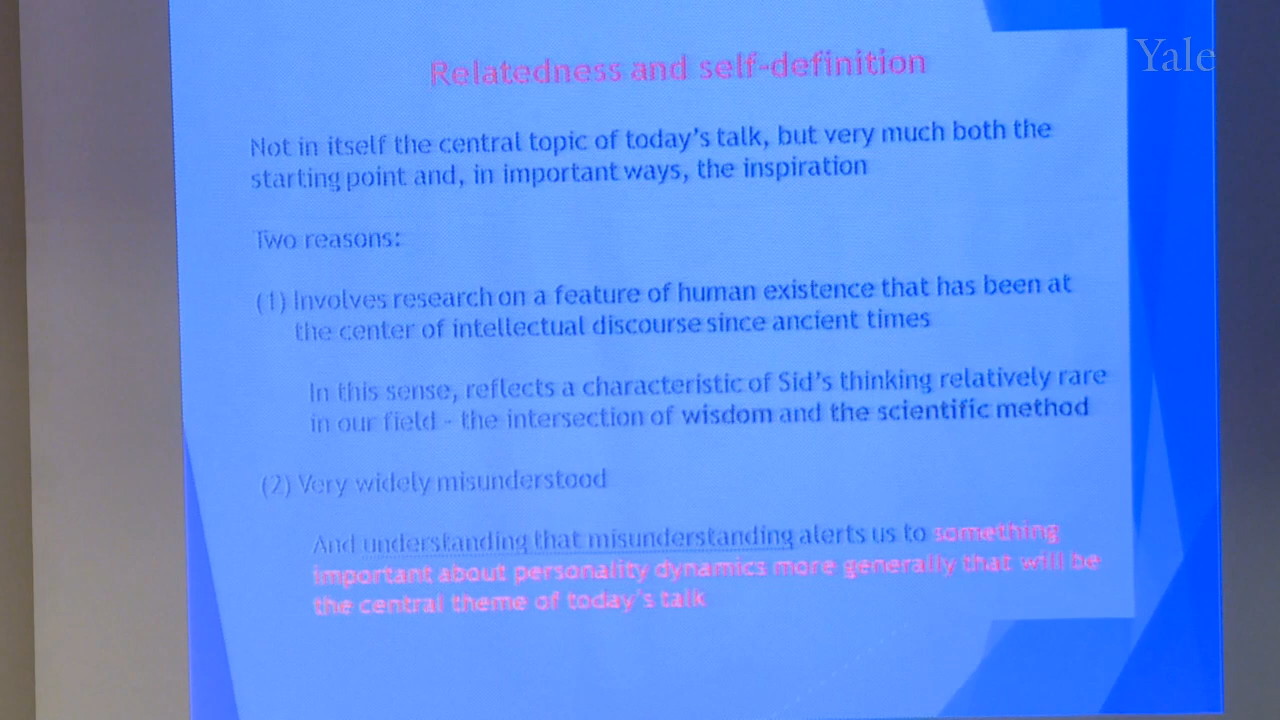 Yale
Relatedness and self-definition
Not in itself the central topic of today's talk, but very much both the
starting point and, in important ways, the inspiration
Two reasons:
(1) Involves research on a feature of human existence that has been at
the center of intellectual discourse since ancient times
In this sense, reflects a characteristic of Sid's thinking relatively rare
in our field - the intersection of wisdom and the scientific method
(2) Very widely misunderstood
And understanding that misunderstanding alerts us to something
important about personality dynamics more generally that will be
the central theme of today's talk